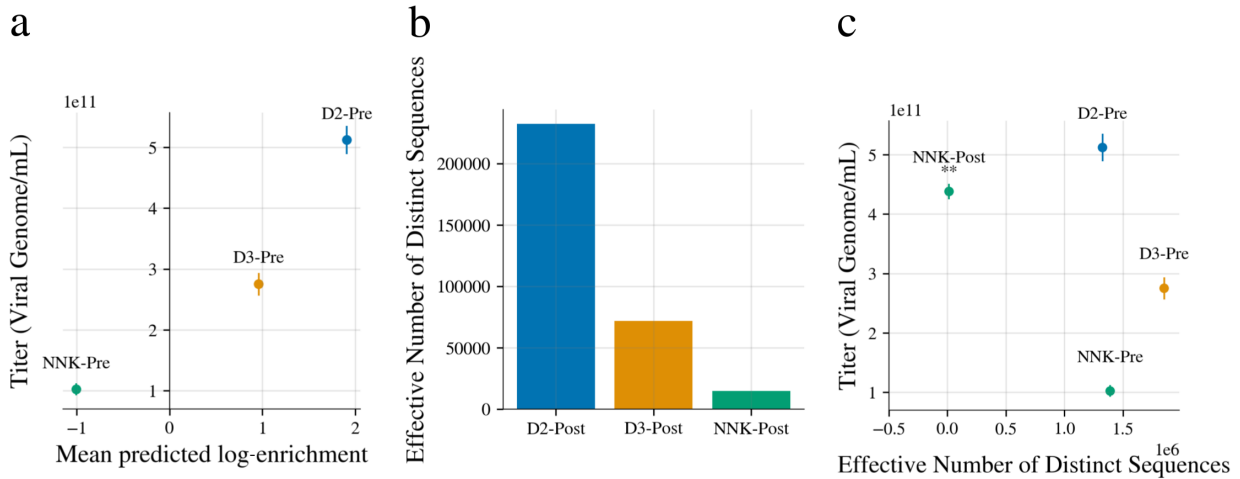 a
1e11
Titer (Viral Genome/mL)
5
4
3
2
1
D2-Pre
D3-Pre
NNK-Pre
−1
0
1
2
Mean predicted log-enrichment
b
Effective Number of Distinct Sequences
200000
150000
100000
50000
0
D2-Post
D3-Post
NNK-Post
c
1e11
Titer (Viral Genome/mL)
5
4
3
2
1
D2-Pre
NNK-Post
**
D3-Pre
NNK-Pre
−0.5
0.0
0.5
1.0
1.5
1e6
Effective Number of Distinct Sequences